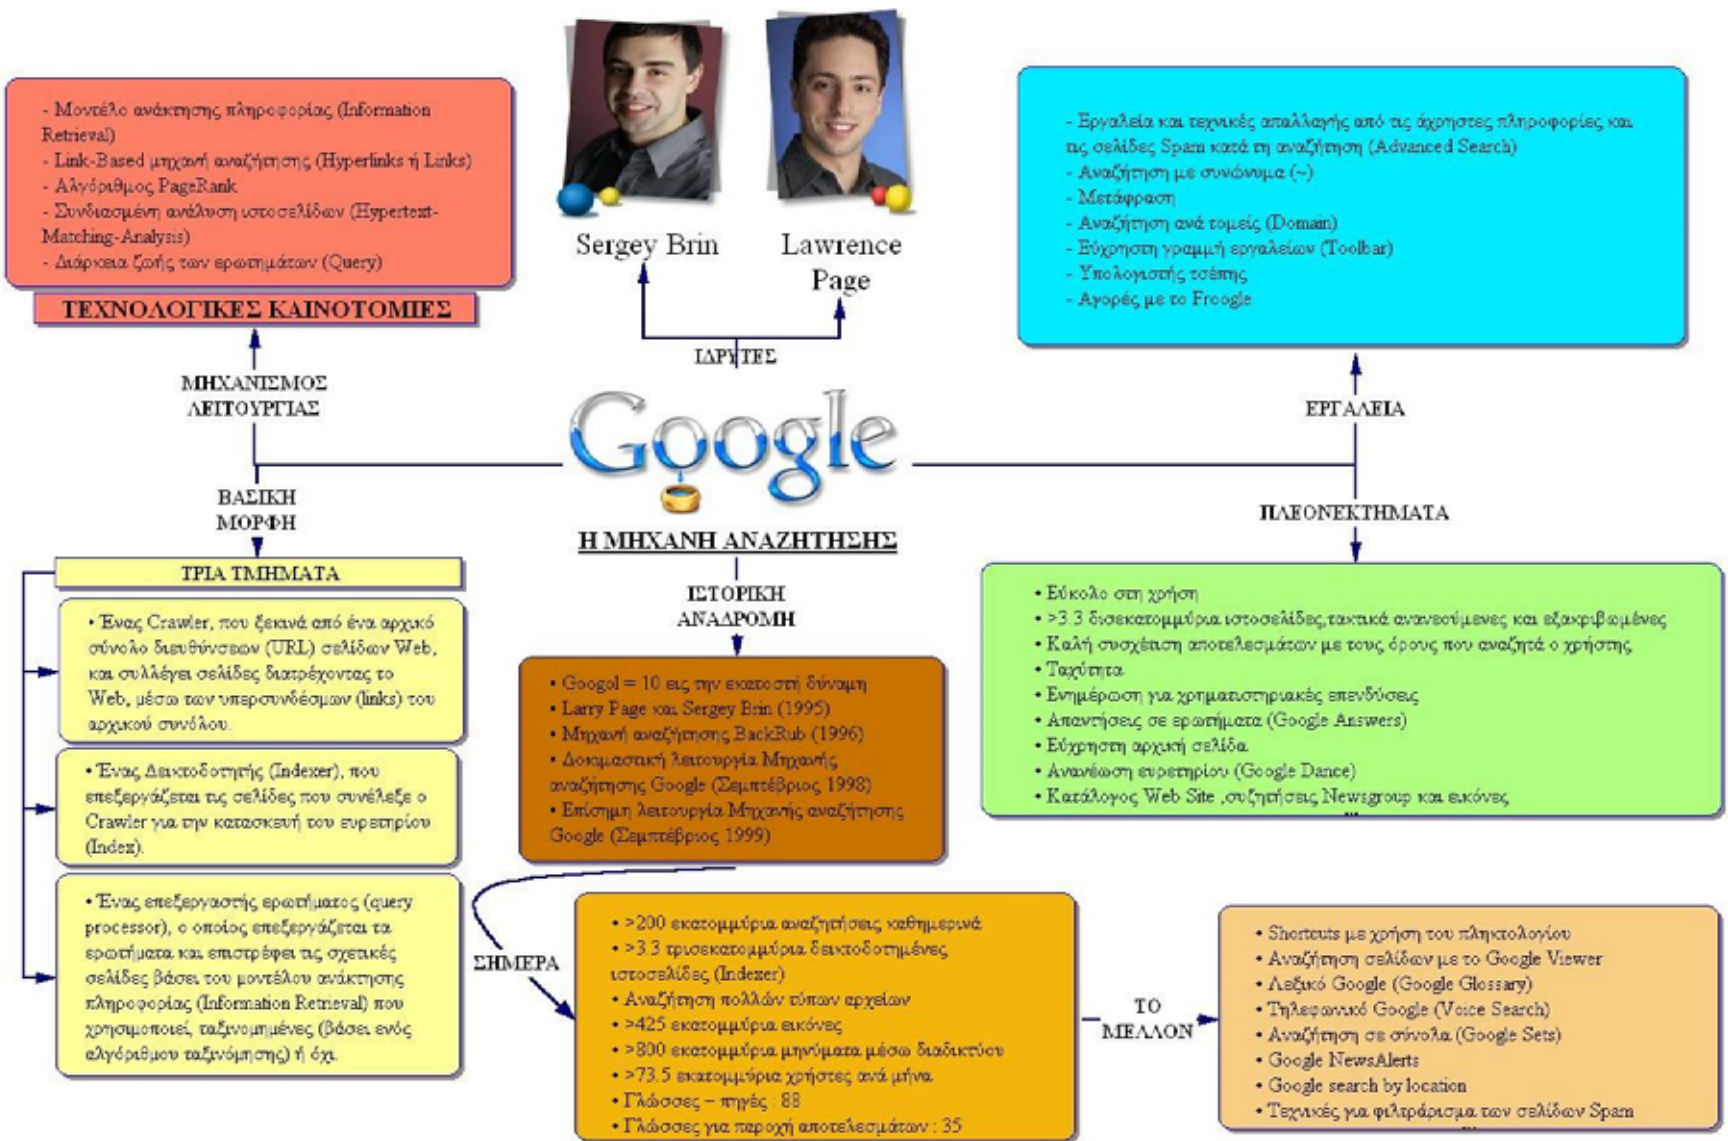 Sergey Brin
Lawrence
Page
- Μοντέλο ανάκτησης πληροφορίας (Information
Retrieval)
- Link-Based μηχανή αναζήτησης (Hyperlinks ή Links)
- Αλγόριθμος PageRank
- Συνδιασμένη ανάλυση ιστοσελίδων (Hypertext-
Matching-Analysis)
- Διάρκεια ζωής των ερωτημάτων (Query)
ΤΕΧΝΟΛΟΓΙΚΕΣ ΚΑΙΝΟΤΟΜΙΕΣ
- Εργαλεία και τεχνικές απαλλαγής από τις άχρηστες πληροφορίες και
τις σελίδες Spam κατά τη αναζήτηση (Advanced Search)
- Αναζήτηση με συνώνυμα (~)
- Μετάφραση
- Αναζήτηση ανά τομείς (Domain)
- Εύχρηστη γραμμή εργαλείων (Toolbar)
- Υπολογιστής τσέπης
- Αγορές με το Froogle
ΙΔΡΥΤΕΣ
ΜΗΧΑΝΙΣΜΟΣ
ΛΕΙΤΟΥΡΓΙΑΣ
ΕΡΓΑΛΕΙΑ
Google
Η ΜΗΧΑΝΗ ΑΝΑΖΗΤΗΣΗΣ
ΒΑΣΙΚΗ
ΜΟΡΦΗ
ΠΛΕΟΝΕΚΤΗΜΑΤΑ
ΙΣΤΟΡΙΚΗ
ΑΝΑΔΡΟΜΗ
ΤΡΙΑ ΤΜΗΜΑΤΑ
• Ένας Crawler, που ξεκινά από ένα αρχικό
σύνολο διευθύνσεων (URL) σελίδων Web,
και συλλέγει σελίδες διατρέχοντας το
Web, μέσω των υπερσυνδέσμων (links) του
αρχικού συνόλου.
• Ένας Δεικτοδοτητής (Indexer), που
επεξεργάζεται τις σελίδες που συνέλεξε ο
Crawler για την κατασκευή του ευρετηρίου
(Index).
• Ένας επεξεργαστής ερωτήματος (query
processor), ο οποίος επεξεργάζεται τα
ερωτήματα και επιστρέφει τις σχετικές
σελίδες βάσει του μοντέλου ανάκτησης
πληροφορίας (Information Retrieval) που
χρησιμοποιεί, ταξινομημένες (βάσει ενός
αλγόριθμου ταξινόμησης) ή όχι.
• Googol = 10 εις την εκατοστή δύναμη
• Larry Page και Sergey Brin (1995)
• Μηχανή αναζήτησης BackRub (1996)
• Δοκιμαστική λειτουργία Μηχανής
αναζήτησης Google (Σεμπτέβριος 1998)
• Επίσημη λειτουργία Μηχανής αναζήτησης
Google (Σεμπτέβριος 1999)
• Εύκολο στη χρήση
• >3.3 δισεκατομμύρια ιστοσελίδες,τακτικά ανανεούμενες και εξακριβωμένες
• Καλή συσχέτιση αποτελεσμάτων με τους όρους που αναζητά ο χρήστης
• Ταχύτητα
• Ενημέρωση για χρηματιστηριακές επενδύσεις
• Απαντήσεις σε ερωτήματα (Google Answers)
• Εύχρηστη αρχική σελίδα
• Ανανέωση ευρετηρίου (Google Dance)
• Κατάλογος Web Site ,συζητήσεις Newsgroup και εικόνες
ΣΗΜΕΡΑ
• >200 εκατομμύρια αναζητήσεις καθημερινά
• >3.3 τρισεκατομμύρια δεικτοδοτημένες
ιστοσελίδες (Indexer)
• Αναζήτηση πολλών τύπων αρχείων
• >425 εκατομμύρια εικόνες
• >800 εκατομμύρια μηνύματα μέσω διαδικτύου
• >73.5 εκατομμύρια χρήστες ανά μήνα
• Γλώσσες – πηγές : 88
• Γλώσσες για παροχή αποτελεσμάτων : 35
ΤΟ
ΜΕΛΛΟΝ
• Shortcuts με χρήση του πληκτολογίου
• Αναζήτηση σελίδων με το Google Viewer
• Λεξικό Google (Google Glossary)
• Τηλεφωνικό Google (Voice Search)
• Αναζήτηση σε σύνολα (Google Sets)
• Google NewsAlerts
• Google search by location
• Τεχνικές για φιλτράρισμα των σελίδων Spam